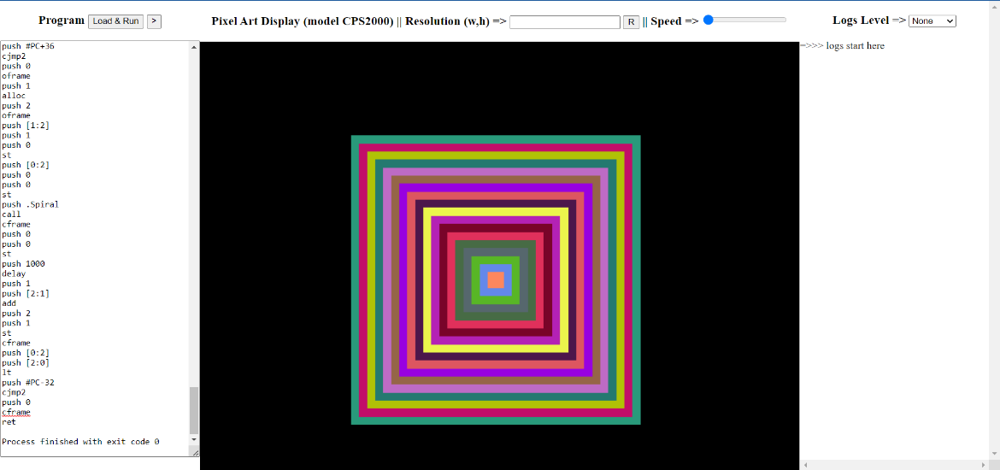 Program Load & Run >
Pixel Art Display (model CPS2000) || Resolution (w,h) => R || Speed =>
Logs Level => None
push #PC+36
cjmp2
push 0
oframe
push 1
alloc
push 2
oframe
push [1:2]
push 1
push 0
st
push [0:2]
push 0
push 0
st
push .Spiral
call
cframe
push 0
push 0
st
push 1000
delay
push 1
push [2:1]
add
push 2
push 1
st
cframe
push [0:2]
push [2:0]
lt
push #PC-32
cjmp2
push 0
cframe
ret
Process finished with exit code 0
=>>> logs start here